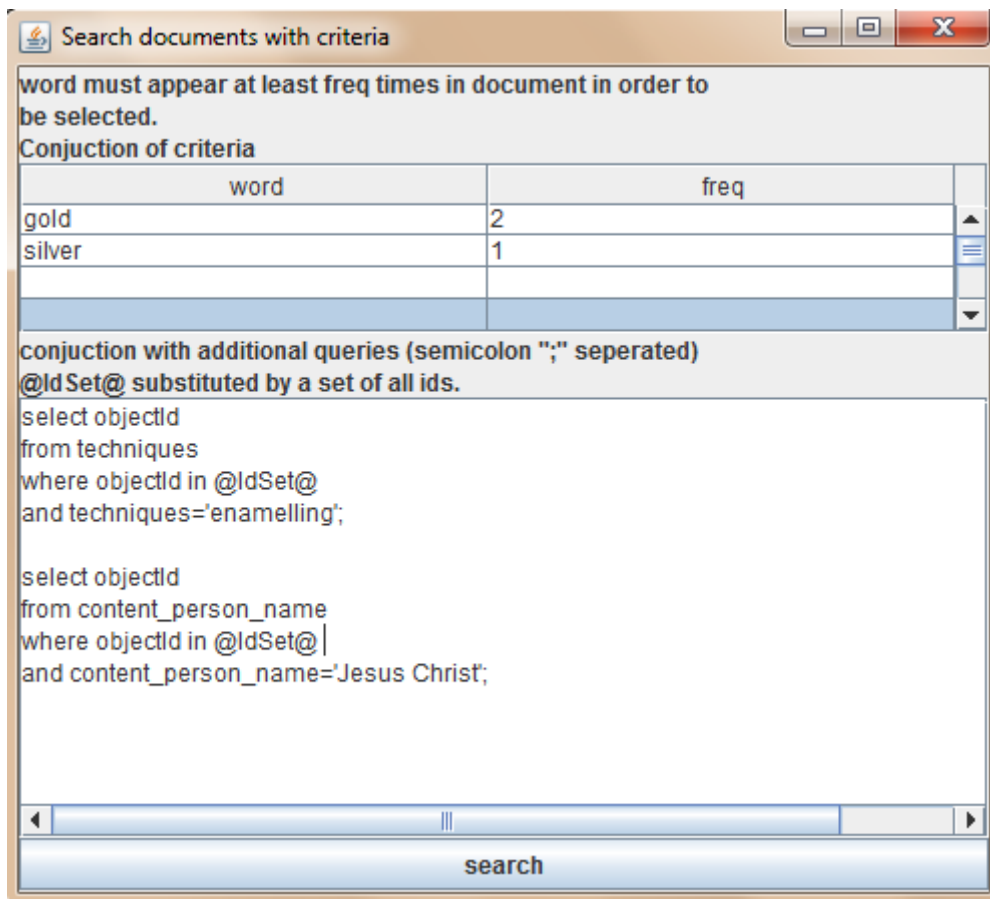 Search documents with criteria
word must appear at least freq times in document in order to
be selected.
Conjuction of criteria
word freq
gold 2
silver 1
conjuction with additional queries (semicolon ";" seperated)
@IdSet@ substituted by a set of all ids.
select objectId
from techniques
where objectId in @IdSet@
and techniques='enamelling';
select objectId
from content_person_name
where objectId in @IdSet@
and content_person_name='Jesus Christ';
search